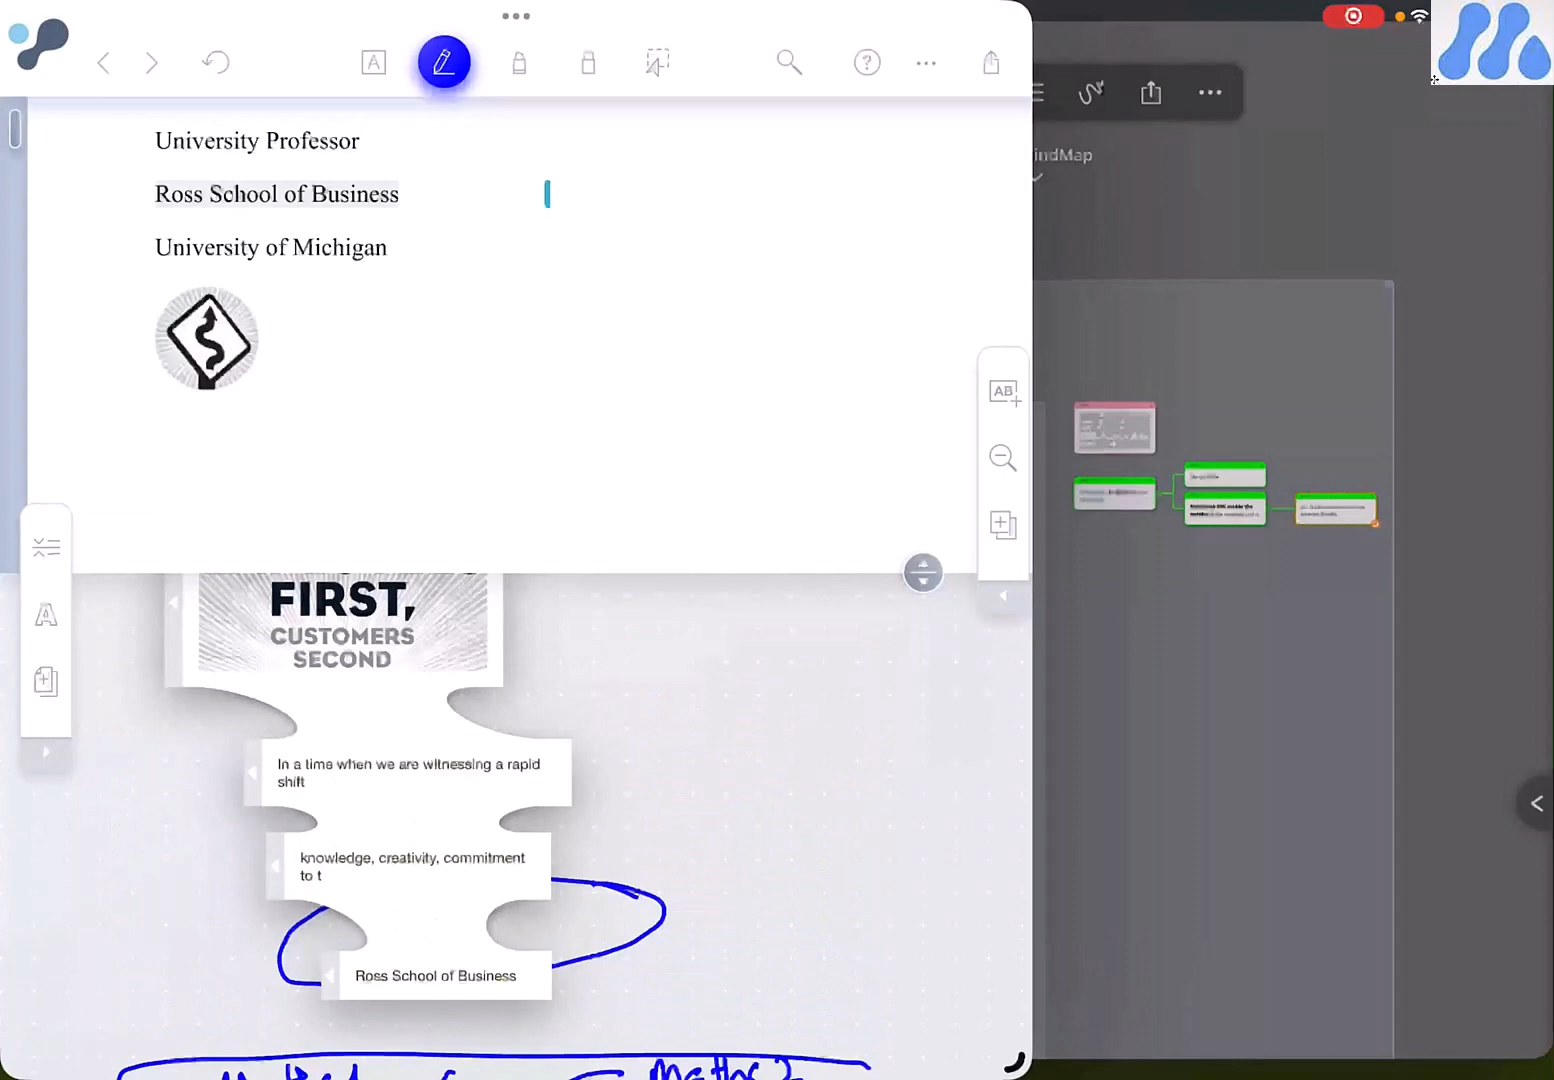 A
University Professor
Ross School of Business
University of Michigan
AB
A
FIRST,
CUSTOMERS
SECOND
In a time when we are witnessing a rapid
shift
knowledge, creativity, commitment
to t
Ross School of Business
indMap